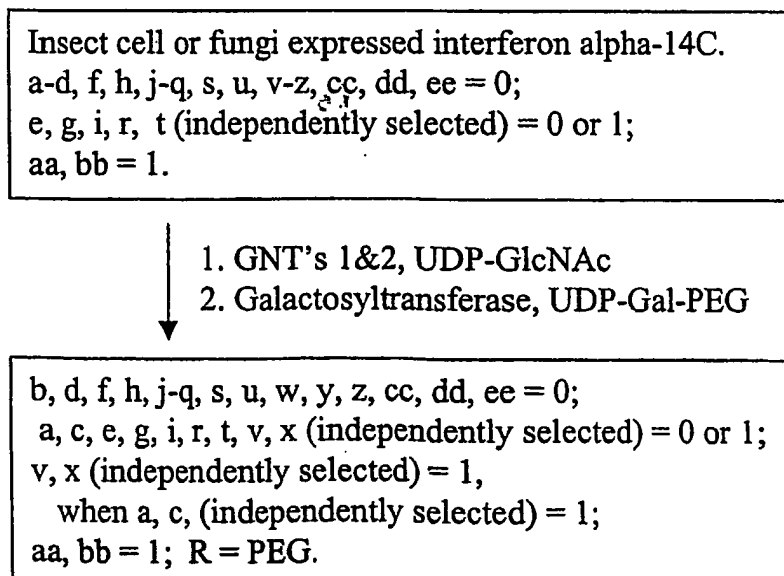 Insect cell or fungi expressed interferon alpha-14C.
a-d, f, h, j-q, s, u, v-z, cc, dd, ee = 0;
e, g, i, r, t (independently selected) = 0 or 1;
aa, bb = 1.
1. GNT's 1&2, UDP-GlcNAc
2. Galactosyltransferase, UDP-Gal-PEG
b, d, f, h, j-q, s, u, w, y, z, cc, dd, ee = 0;
a, c, e, g, i, r, t, v, x (independently selected) = 0 or 1;
v, x (independently selected) = 1,
when a, c, (independently selected) = 1;
aa, bb = 1; R = PEG.